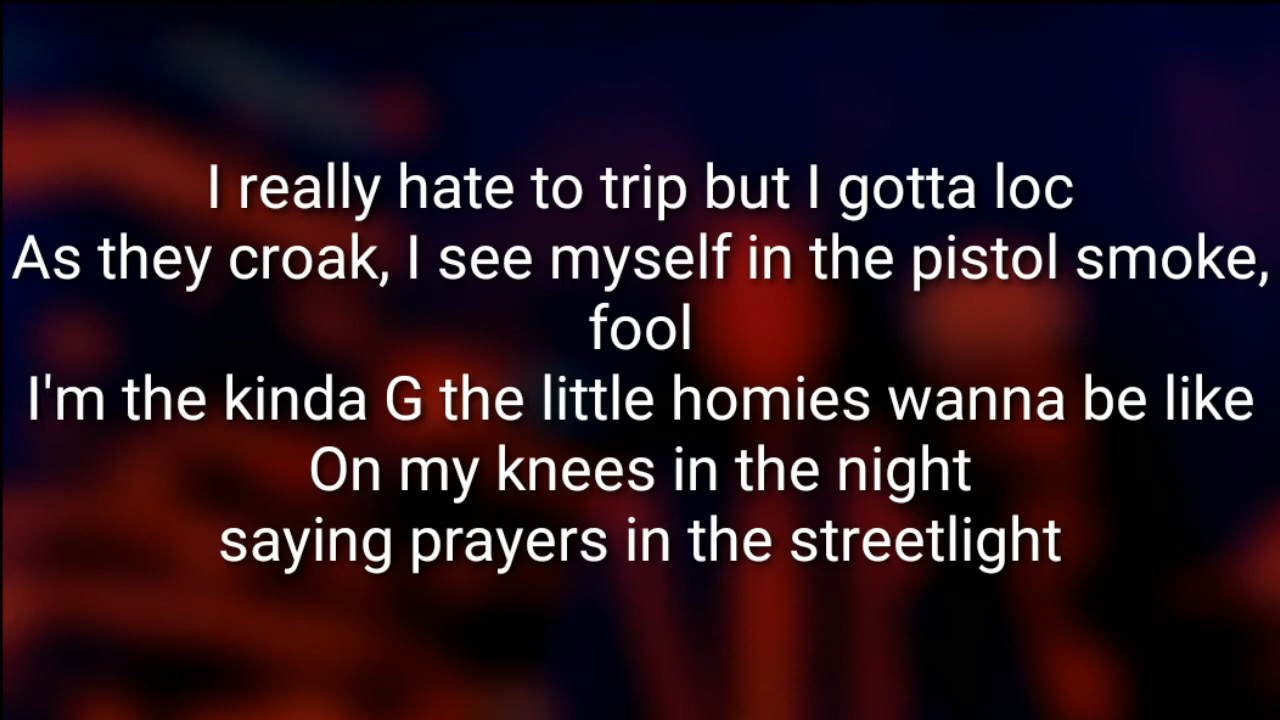 I really hate to trip but I gotta loc
As they croak, I see myself in the pistol smoke,
fool
I'm the kinda G the little homies wanna be like
On my knees in the night
saying prayers in the streetlight